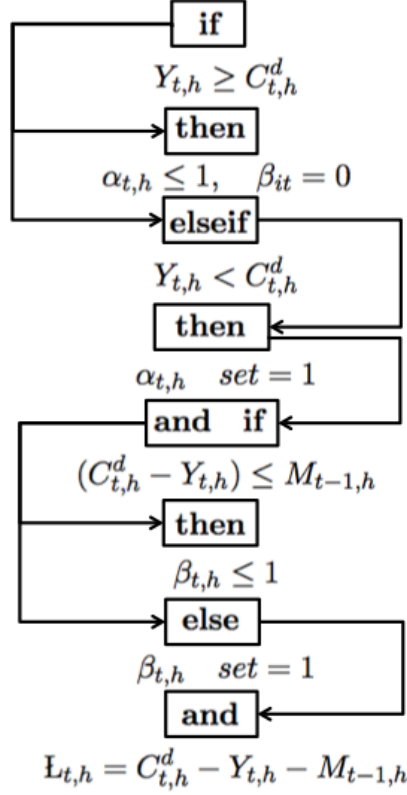 if
Y_{t,h} ≥ C^d_{t,h}
then
α_{t,h} ≤ 1, β_{it} = 0
elseif
Y_{t,h} < C^d_{t,h}
then
α_{t,h} set = 1
and if
(C^d_{t,h} − Y_{t,h}) ≤ M_{t−1,h}
then
β_{t,h} ≤ 1
else
β_{t,h} set = 1
and
Ł_{t,h} = C^d_{t,h} − Y_{t,h} − M_{t−1,h}